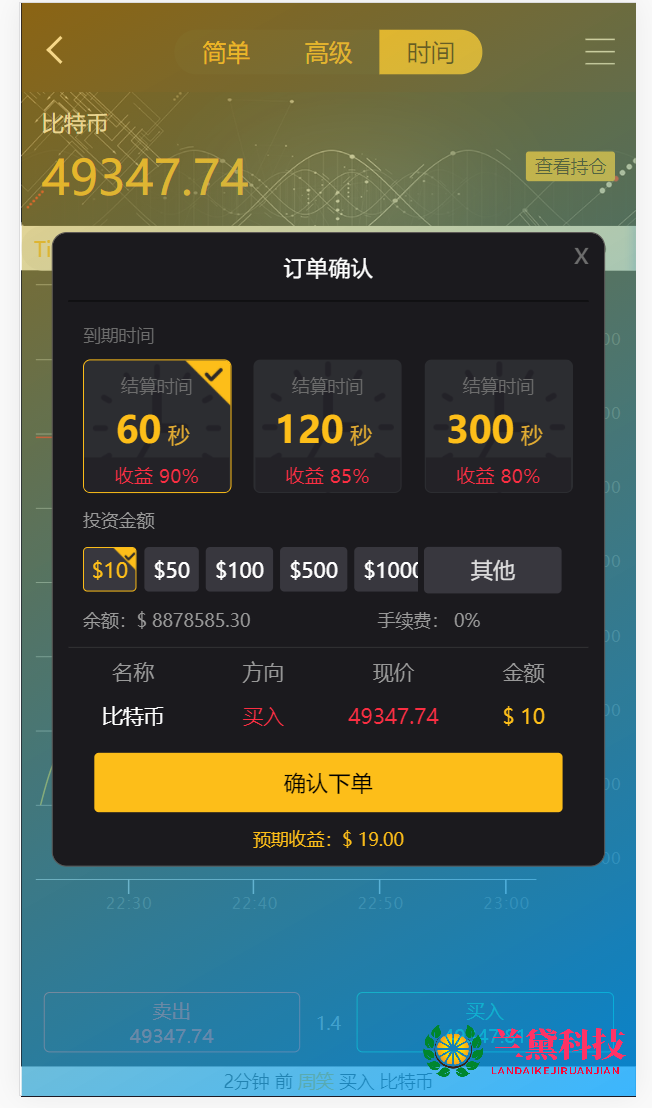 简单 高级 时间
比特币
49347.74
查看持仓
Ti
订单确认 X
到期时间
结算时间 结算时间 结算时间
60 秒 120 秒 300 秒
收益 90% 收益 85% 收益 80%
投资金额
$10 $50 $100 $500 $1000 其他
余额: $ 8878585.30 手续费: 0%
名称 方向 现价 金额
比特币 买入 49347.74 $ 10
确认下单
预期收益: $ 19.00
22:30 22:40 22:50 23:00
卖出 买入
49347.74 1.4
兰黛科技
LANDAIKEJIRUANJIAN
2分钟 前 周笑 买入 比特币